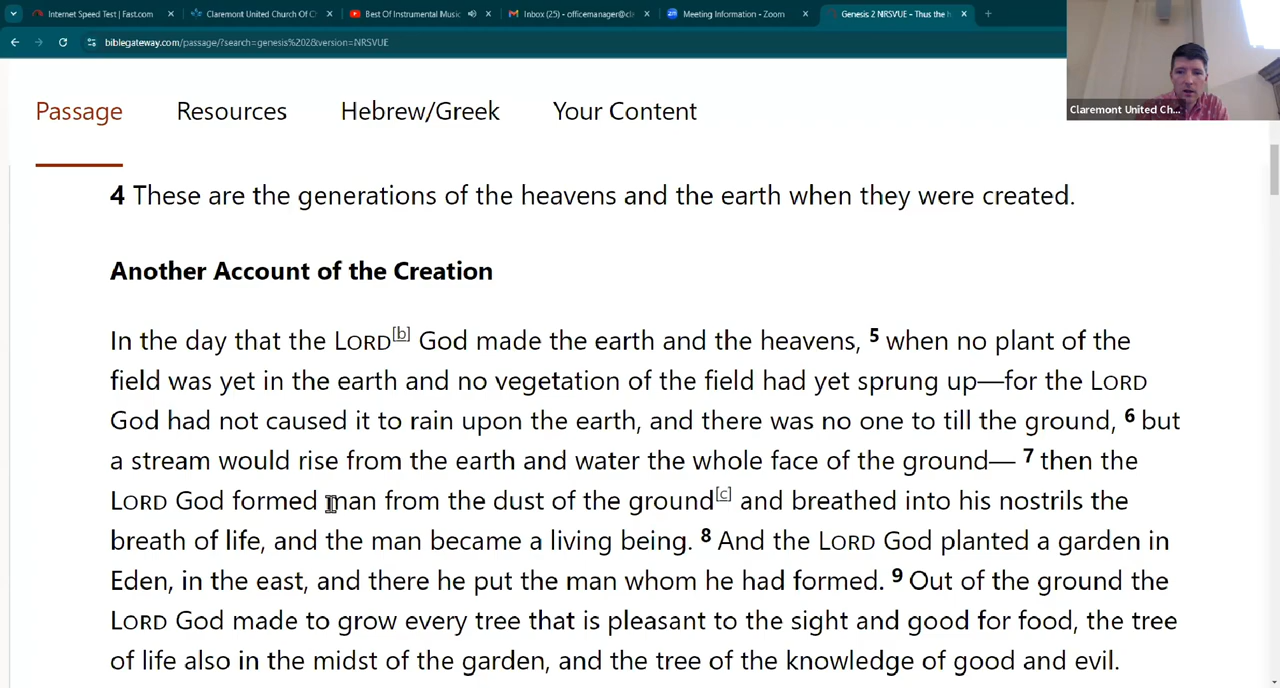 Internet Speed Test | Fast.com
Claremont United Church Of C
Best Of Instrumental Music
Inbox (25) - officemanager@cl
Meeting Information - Zoom
Genesis 2 NRSVUE - Thus the h
biblegateway.com/passage/?search=genesis%202&version=NRSVUE
Claremont United Ch...
Passage Resources Hebrew/Greek Your Content
4 These are the generations of the heavens and the earth when they were created.
Another Account of the Creation
In the day that the LORD[b] God made the earth and the heavens, 5 when no plant of the
field was yet in the earth and no vegetation of the field had yet sprung up—for the LORD
God had not caused it to rain upon the earth, and there was no one to till the ground, 6 but
a stream would rise from the earth and water the whole face of the ground— 7 then the
LORD God formed man from the dust of the ground[c] and breathed into his nostrils the
breath of life, and the man became a living being. 8 And the LORD God planted a garden in
Eden, in the east, and there he put the man whom he had formed. 9 Out of the ground the
LORD God made to grow every tree that is pleasant to the sight and good for food, the tree
of life also in the midst of the garden, and the tree of the knowledge of good and evil.